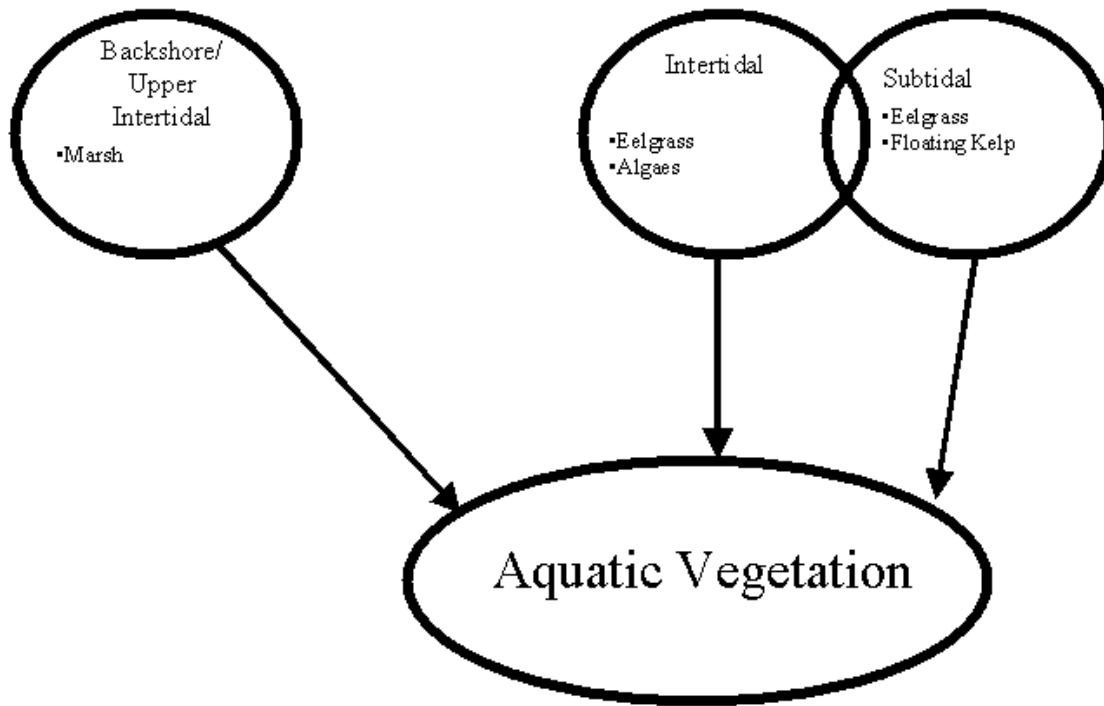 Backshore/
Upper
Intertidal
▪Marsh
Intertidal
▪Eelgrass
▪Algaes
Subtidal
▪Eelgrass
▪Floating Kelp
Aquatic Vegetation